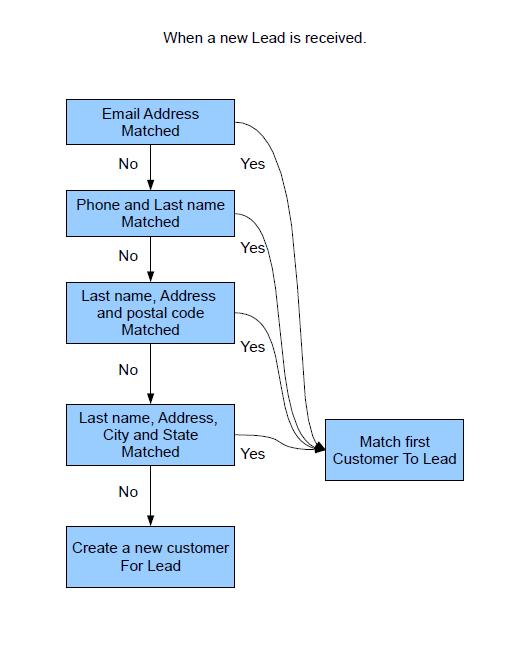 When a new Lead is received.
Email Address
Matched
No
Yes
Phone and Last name
Matched
No
Yes
Last name, Address
and postal code
Matched
No
Yes
Last name, Address,
City and State
Matched
No
Yes
Match first
Customer To Lead
Create a new customer
For Lead